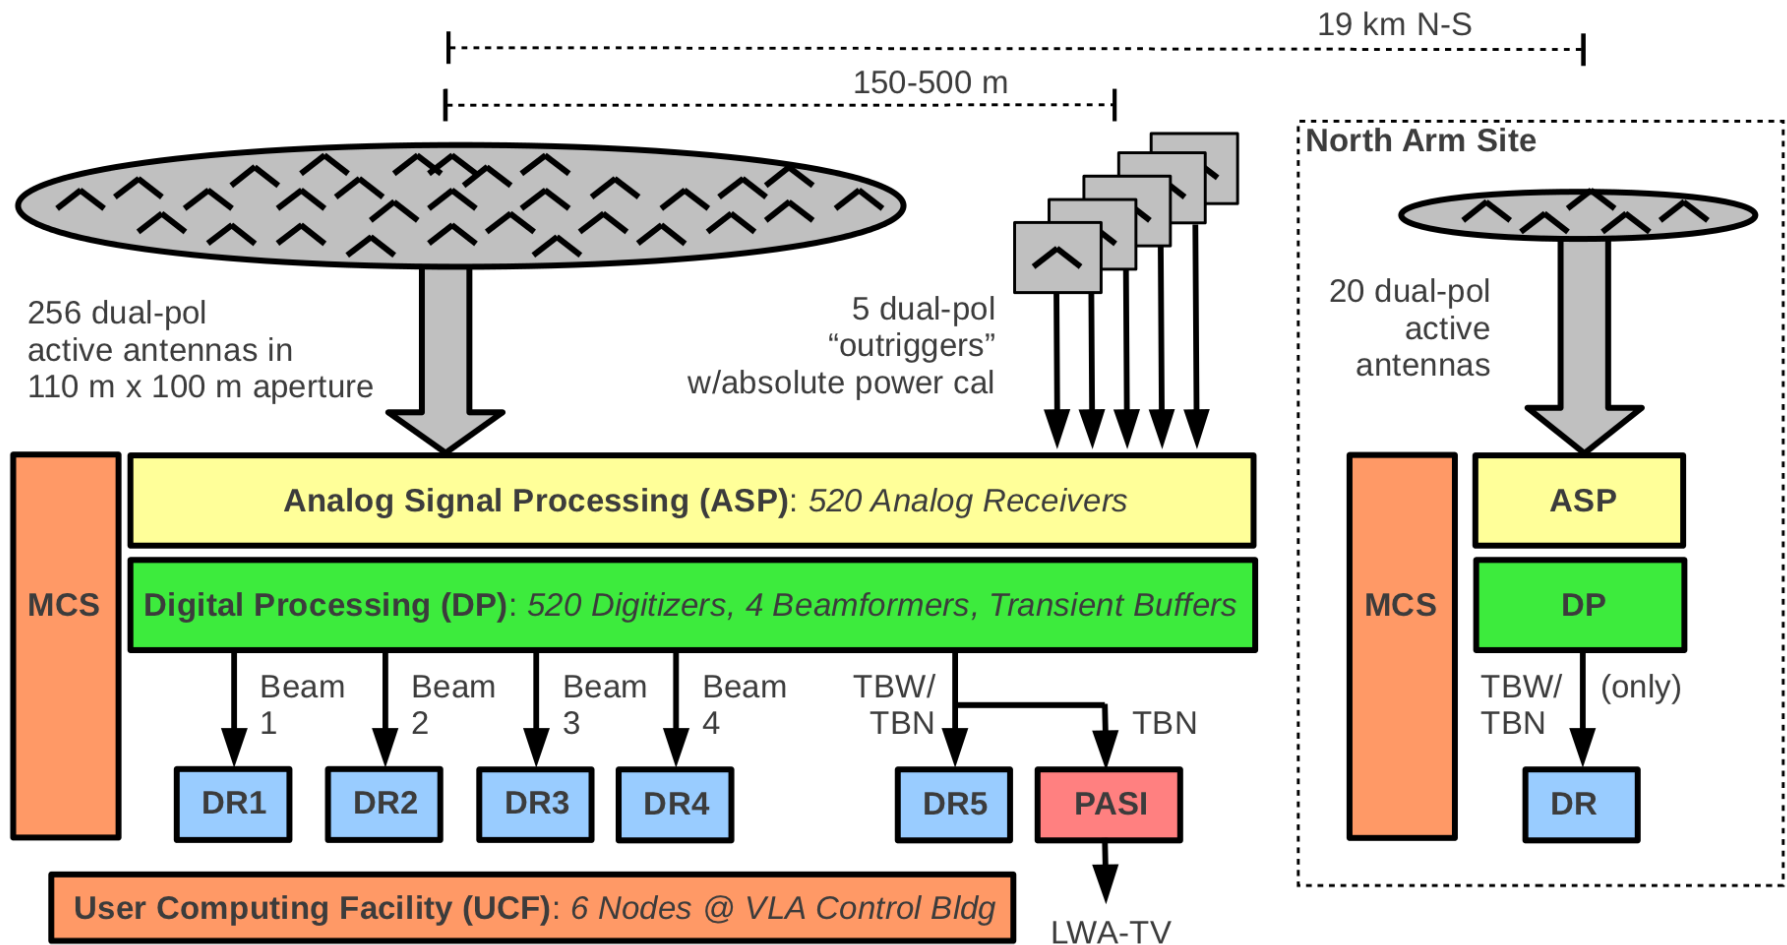 19 km N-S
150-500 m
North Arm Site
256 dual-pol
active antennas in
110 m x 100 m aperture
5 dual-pol
“outriggers”
w/absolute power cal
20 dual-pol
active
antennas
MCS
Analog Signal Processing (ASP): 520 Analog Receivers
Digital Processing (DP): 520 Digitizers, 4 Beamformers, Transient Buffers
Beam
1
Beam
2
Beam
3
Beam
4
TBW/
TBN
TBN
DR1
DR2
DR3
DR4
DR5
PASI
LWA-TV
User Computing Facility (UCF): 6 Nodes @ VLA Control Bldg
MCS
ASP
DP
TBW/
TBN
(only)
DR